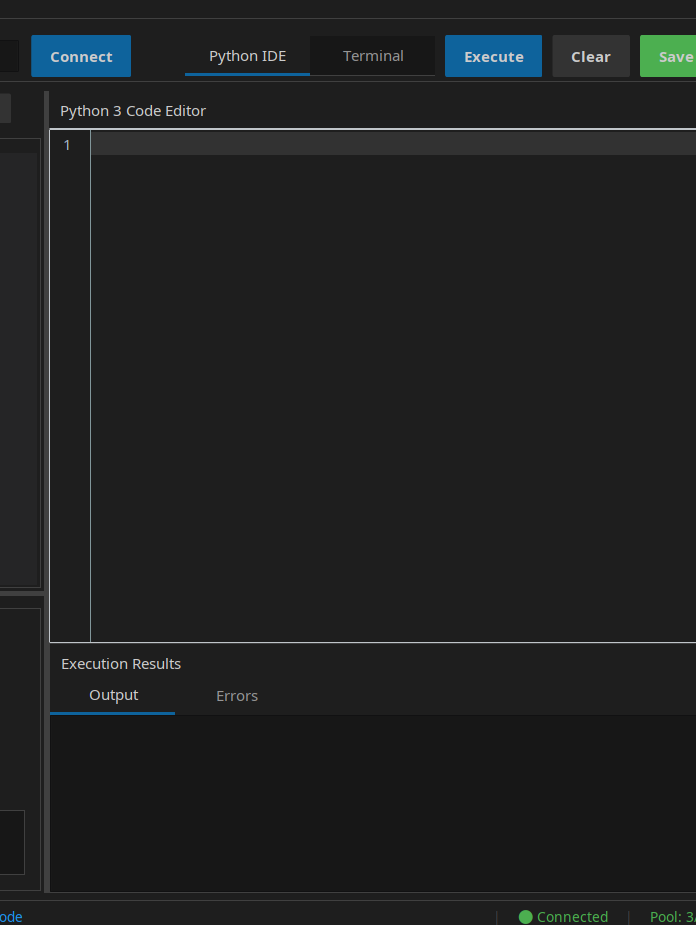 Connect Python IDE Terminal Execute Clear Save
Python 3 Code Editor
1
Execution Results
Output Errors
ode Connected Pool: 3/